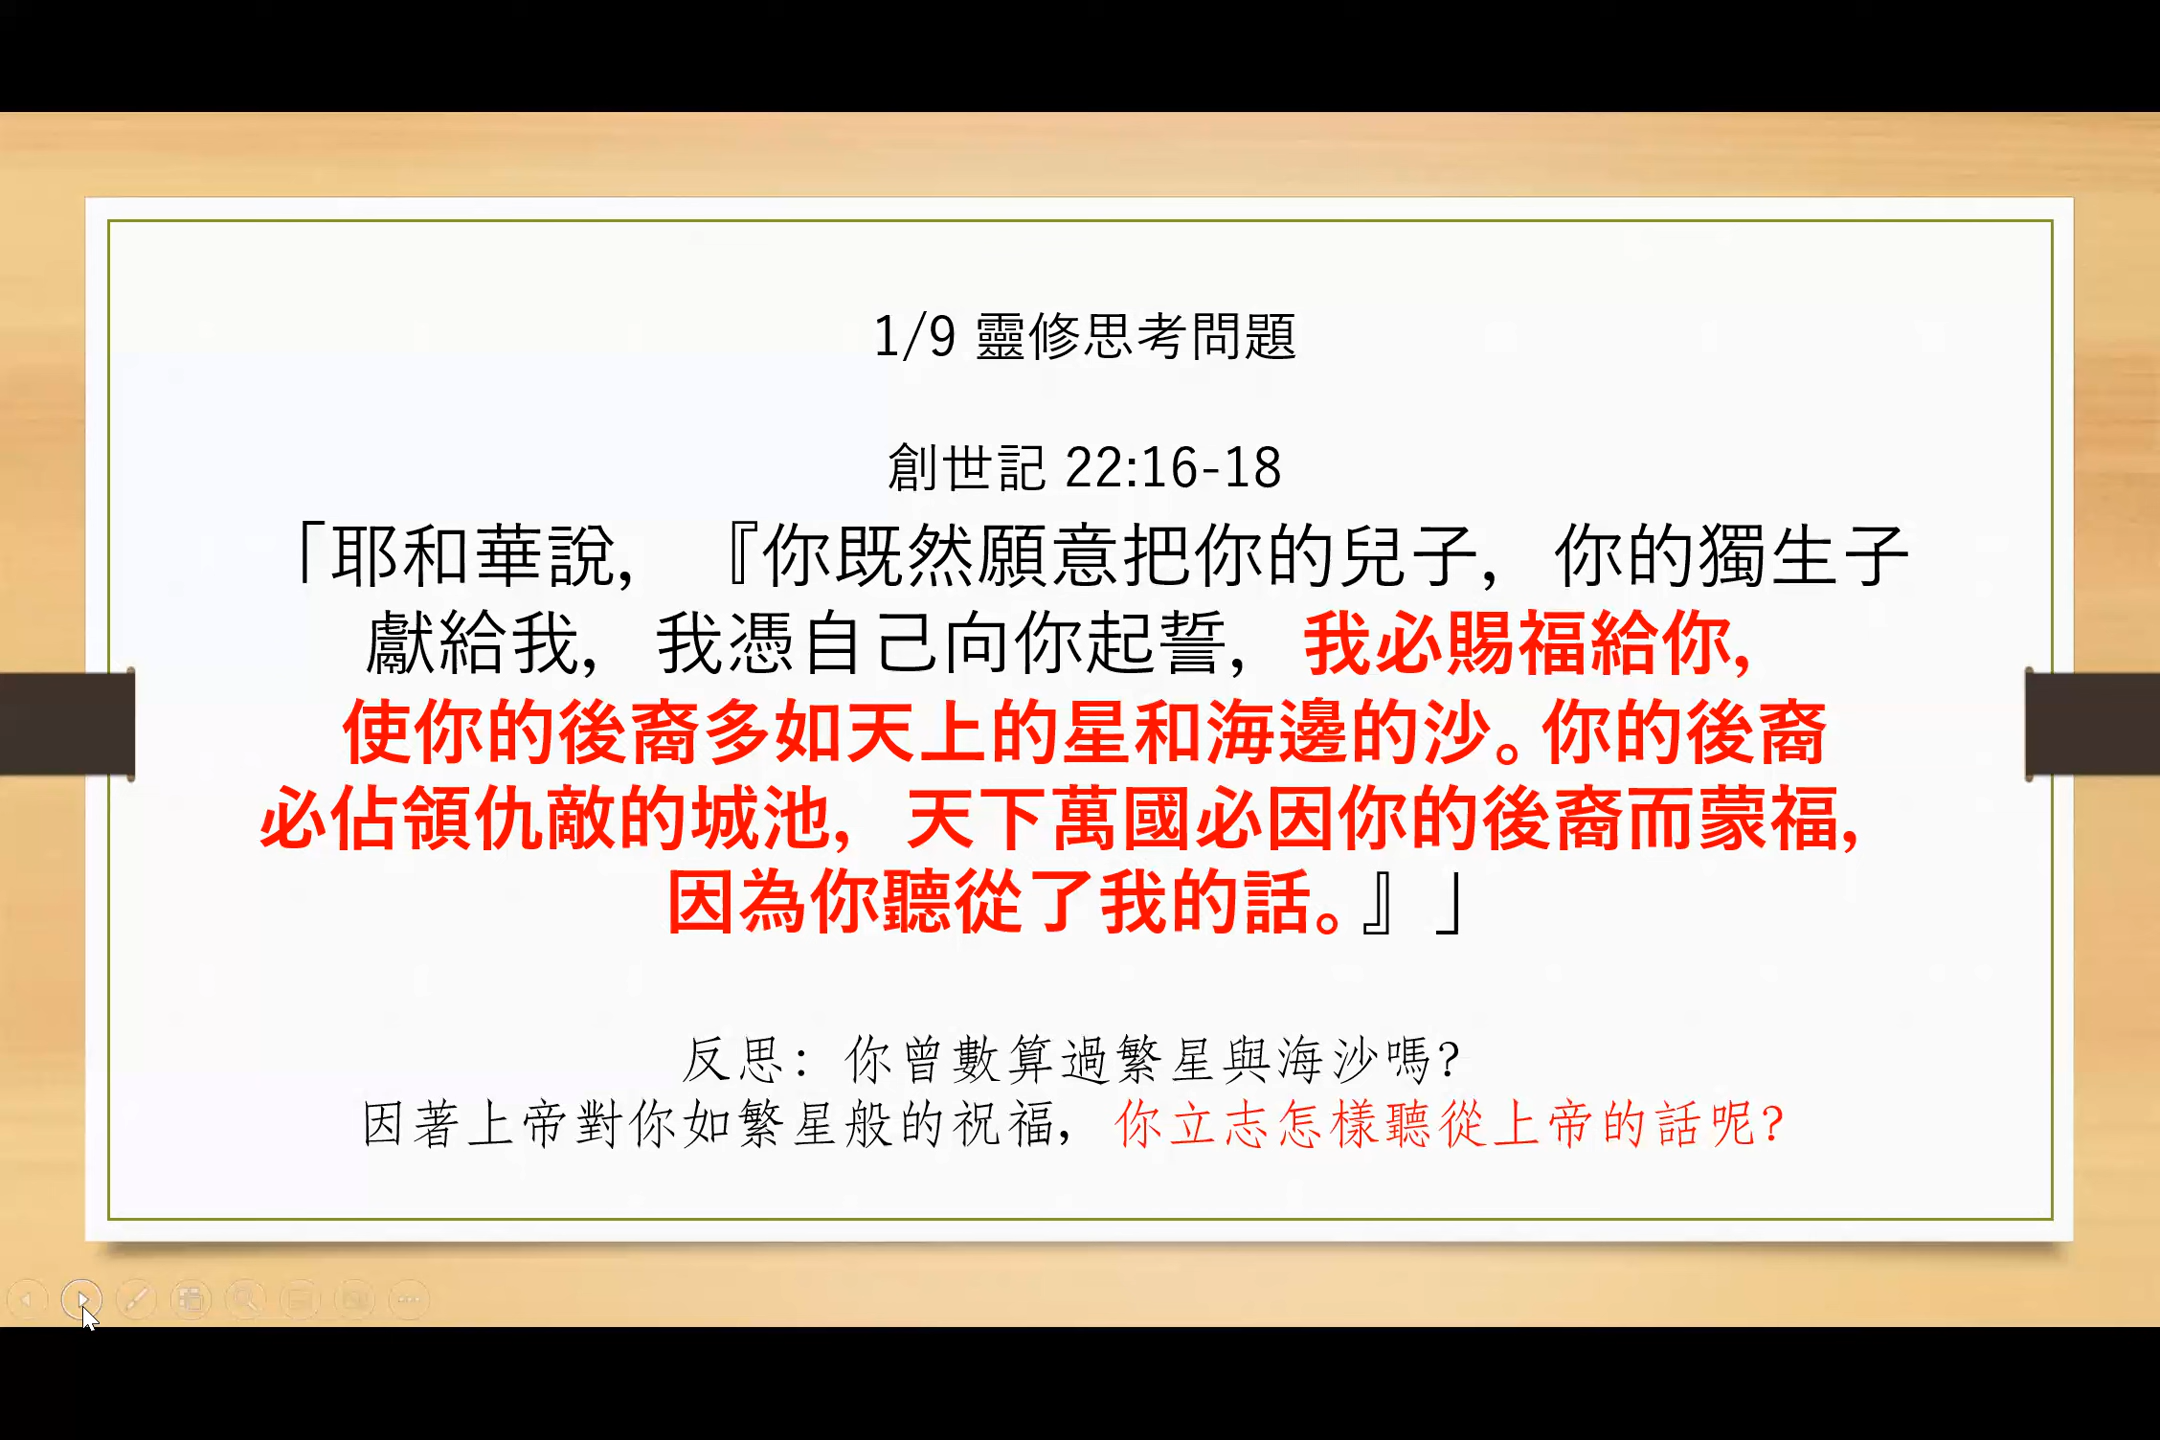 1/9 靈修思考問題
創世記 22:16-18
「耶和華說, 『你既然願意把你的兒子, 你的獨生子
獻給我, 我憑自己向你起誓, 我必賜福給你,
使你的後裔多如天上的星和海邊的沙。你的後裔
必佔領仇敵的城池, 天下萬國必因你的後裔而蒙福,
因為你聽從了我的話。』」
反思: 你曾數算過繁星與海沙嗎?
因著上帝對你如繁星般的祝福, 你立志怎樣聽從上帝的話呢?